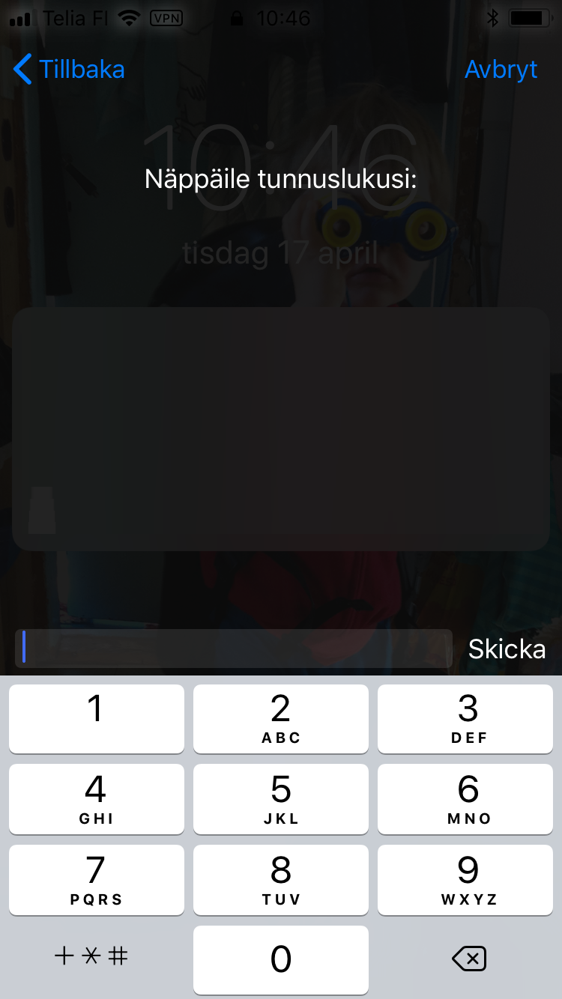 Telia FI VPN 10:46
Tillbaka Avbryt
10:46
Näppäile tunnuslukusi:
tisdag 17 april
Skicka
1 2 3
ABC DEF
4 5 6
GHI JKL MNO
7 8 9
PQRS TUV WXYZ
+*# 0